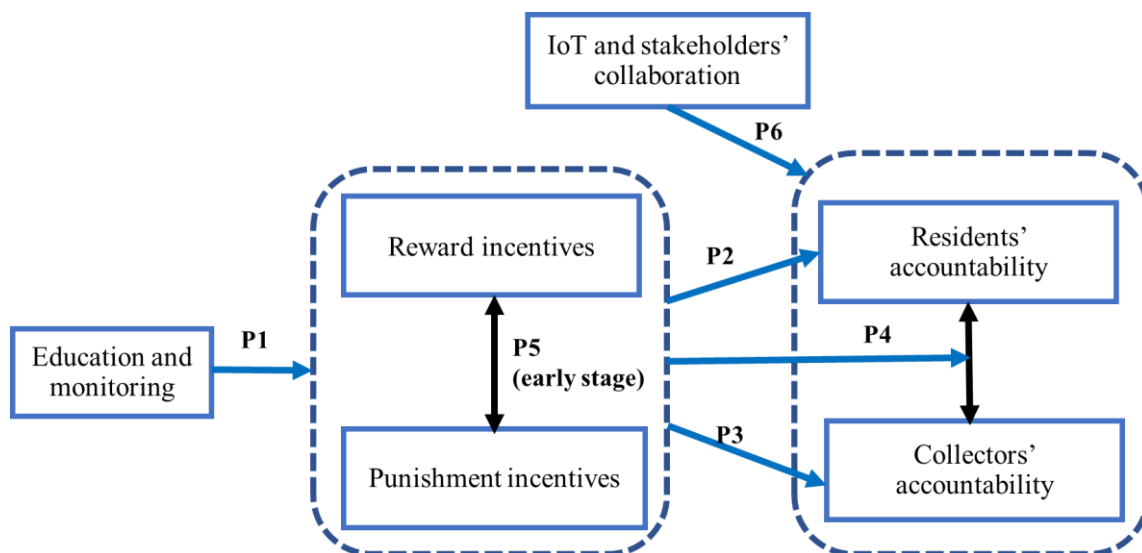 IoT and stakeholders’
collaboration
P6
Reward incentives
P2
Residents’
accountability
P1
Education and
monitoring
P5
(early stage)
P4
P3
Punishment incentives
Collectors’
accountability